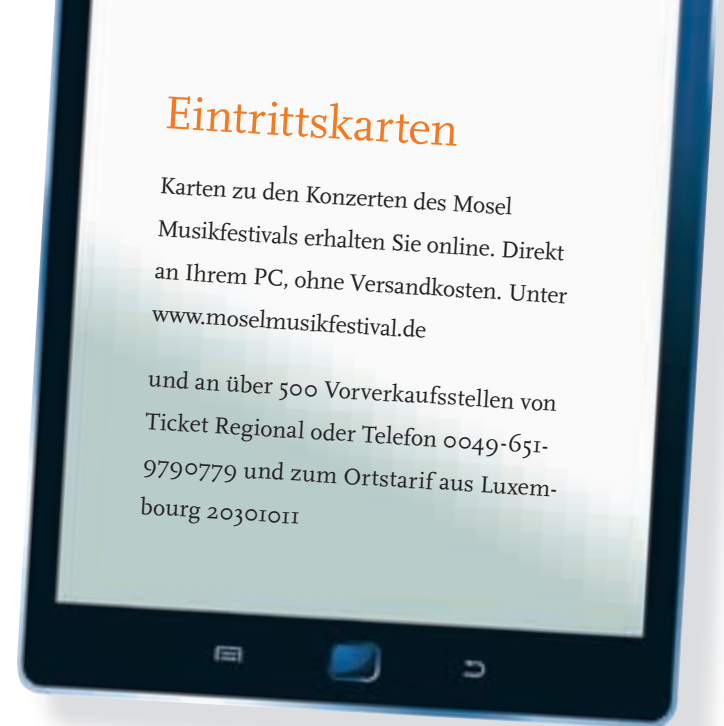 Eintrittskarten
Karten zu den Konzerten des Mosel
Musikfestivals erhalten Sie online. Direkt
an Ihrem PC, ohne Versandkosten. Unter
www.moselmusikfestival.de
und an über 500 Vorverkaufsstellen von
Ticket Regional oder Telefon 0049-651-
9790779 und zum Ortstarif aus Luxem-
bourg 20301011